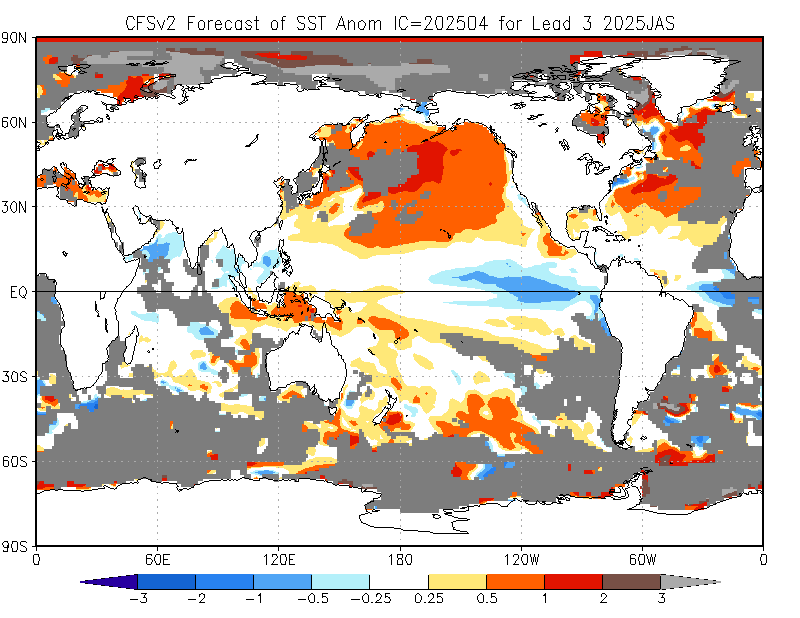 CFSv2 Forecast of SST Anom IC=202504 for Lead 3 2025JAS
90N
60N
30N
EQ
30S
60S
90S
0 60E 120E 180 120W 60W 0
-3 -2 -1 -0.5 -0.25 0.25 0.5 1 2 3